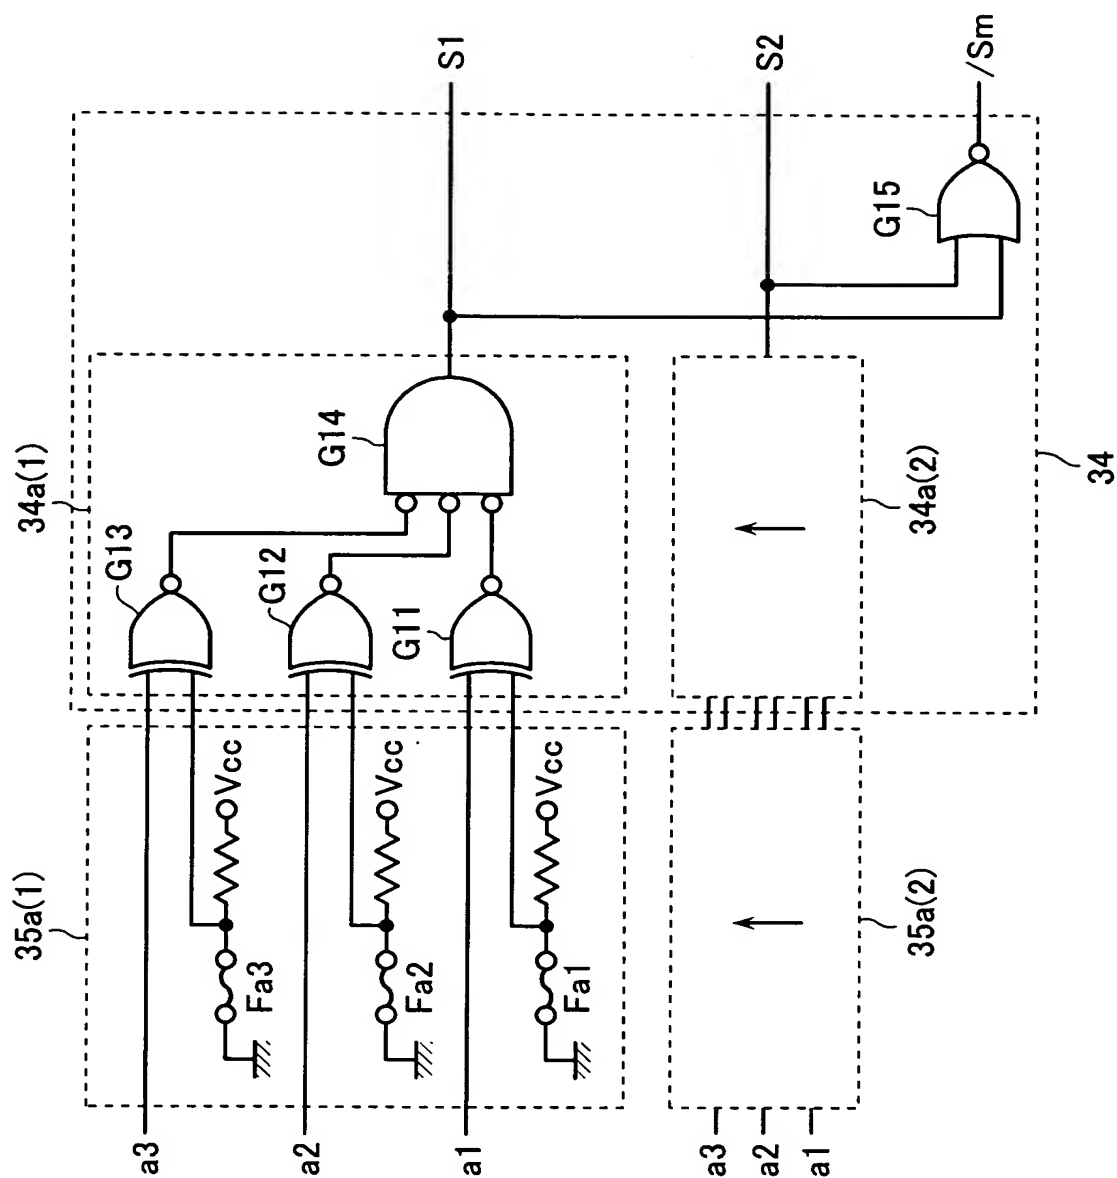 35a(1)
34a(1)
a3
Fa3
Vcc
G13
a2
Fa2
Vcc
G12
a1
Fa1
Vcc
G11
G14
S1
a3
a2
a1
35a(2)
34a(2)
S2
G15
/Sm
34